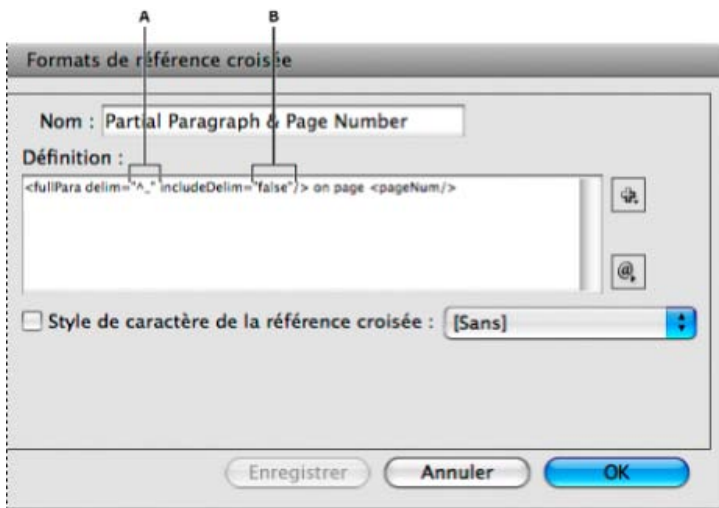 A B
Formats de référence croisée
Nom : Partial Paragraph & Page Number
Définition :
<fullPara delim="^_" includeDelim="false"/> on page <pageNum/>
Style de caractère de la référence croisée : [Sans]
Enregistrer Annuler OK